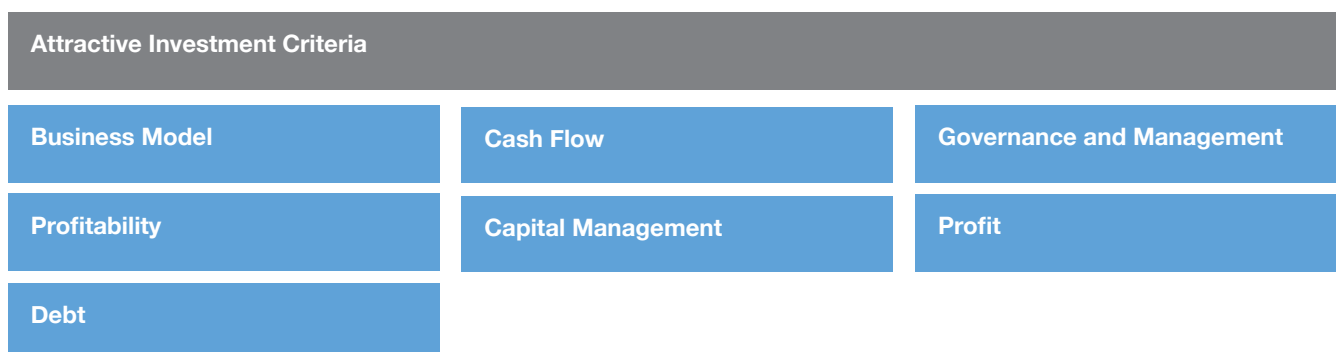 Attractive Investment Criteria
Business Model
Cash Flow
Governance and Management
Profitability
Capital Management
Profit
Debt